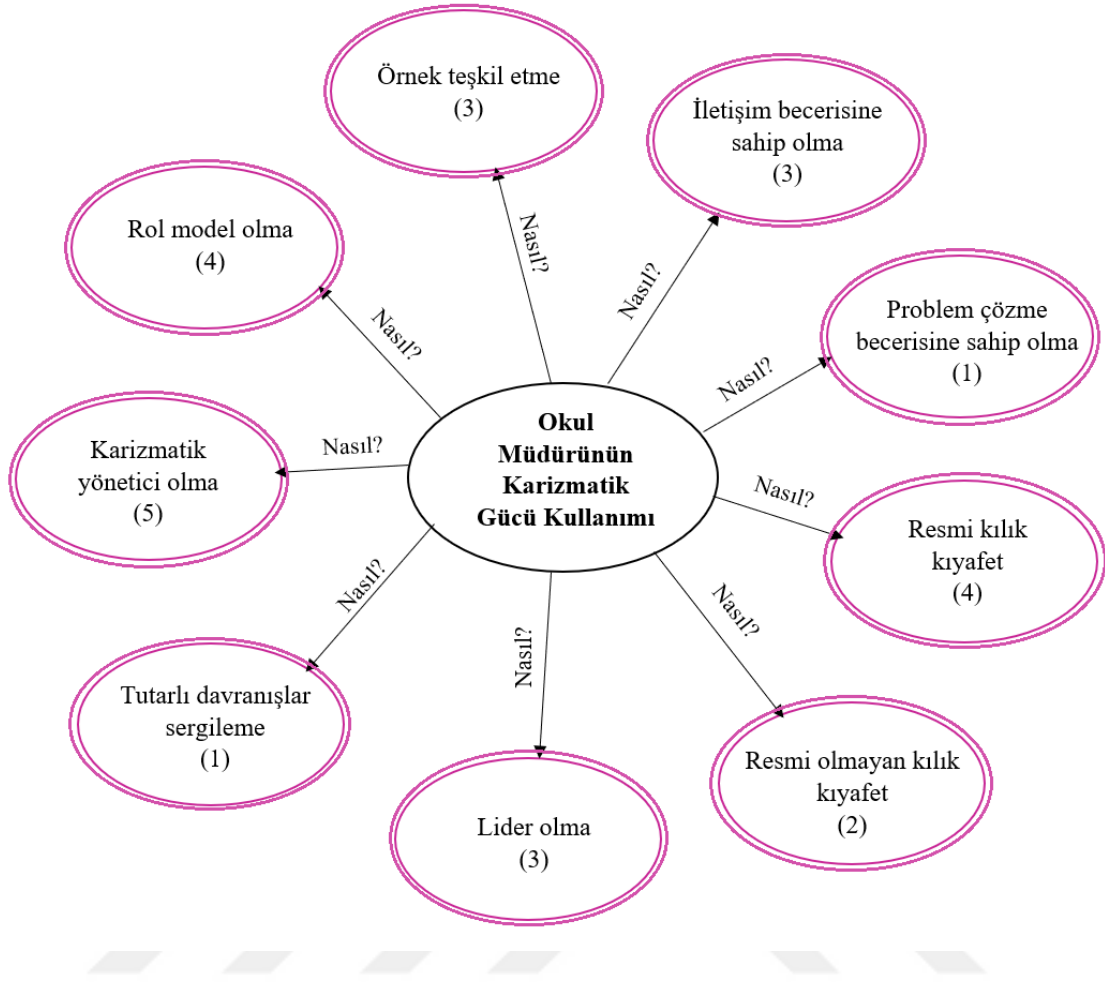 Örnek teşkil etme
(3)
İletişim becerisine
sahip olma
(3)
Rol model olma
(4)
Nasıl?
Nasıl?
Nasıl?
Problem çözme
becerisine sahip olma
(1)
Nasıl?
Karizmatik
yönetici olma
(5)
Nasıl?
Okul
Müdürünün
Karizmatik
Gücü Kullanımı
Nasıl?
Resmi kılık
kıyafet
(4)
Nasıl?
Nasıl?
Nasıl?
Tutarlı davranışlar
sergileme
(1)
Lider olma
(3)
Resmi olmayan kılık
kıyafet
(2)